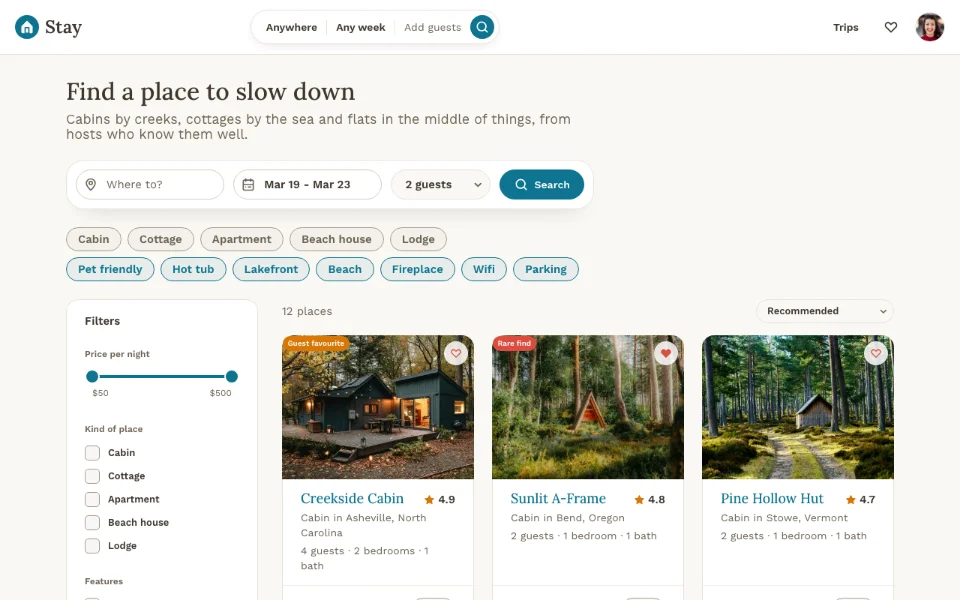 Stay
Anywhere
Any week
Add guests
Trips
Find a place to slow down
Cabins by creeks, cottages by the sea and flats in the middle of things, from
hosts who know them well.
Where to?
Mar 19 - Mar 23
2 guests
Search
Cabin
Cottage
Apartment
Beach house
Lodge
Pet friendly
Hot tub
Lakefront
Beach
Fireplace
Wifi
Parking
Filters
Price per night
$50
$500
Kind of place
Cabin
Cottage
Apartment
Beach house
Lodge
Features
12 places
Recommended
Guest favourite
Creekside Cabin
4.9
Cabin in Asheville, North
Carolina
4 guests · 2 bedrooms · 1
bath
Rare find
Sunlit A-Frame
4.8
Cabin in Bend, Oregon
2 guests · 1 bedroom · 1 bath
Pine Hollow Hut
4.7
Cabin in Stowe, Vermont
2 guests · 1 bedroom · 1 bath